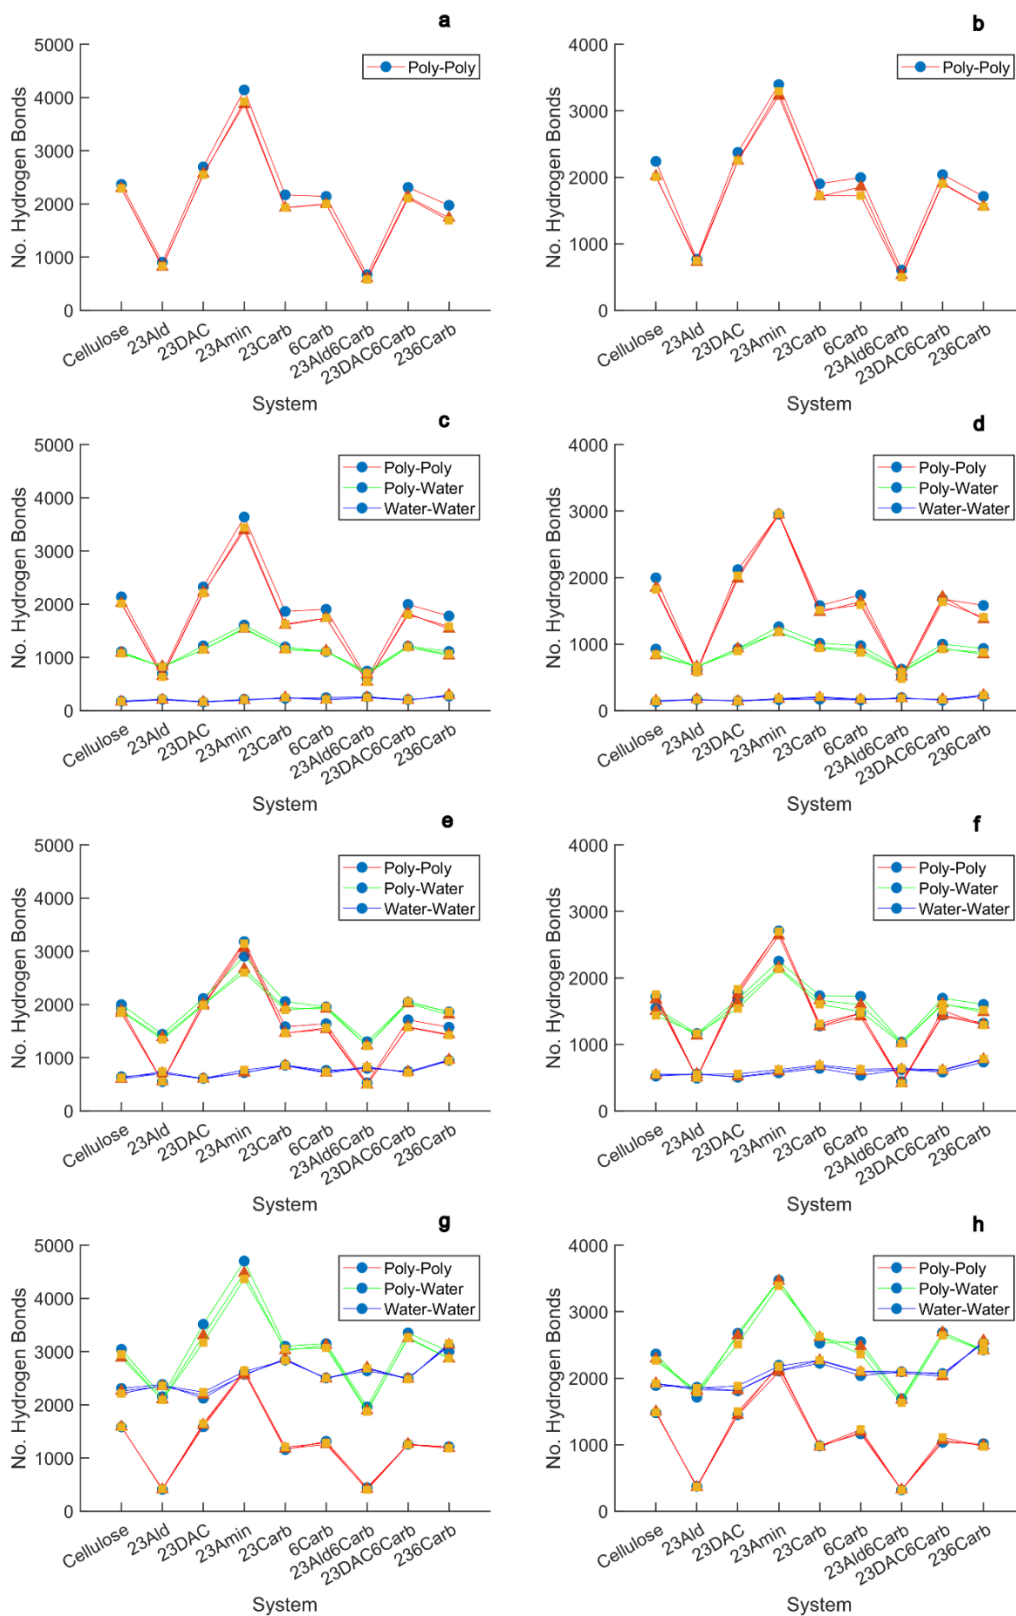 a
5000
4000
3000
2000
1000
0
No. Hydrogen Bonds
Poly-Poly
Cellulose
23Ald
23DAC
23Amin
23Carb
6Carb
23Ald6Carb
23DAC6Carb
236Carb
System
b
4000
3000
2000
1000
0
No. Hydrogen Bonds
Poly-Poly
Cellulose
23Ald
23DAC
23Amin
23Carb
6Carb
23Ald6Carb
23DAC6Carb
236Carb
System
c
5000
4000
3000
2000
1000
0
No. Hydrogen Bonds
Poly-Poly
Poly-Water
Water-Water
Cellulose
23Ald
23DAC
23Amin
23Carb
6Carb
23Ald6Carb
23DAC6Carb
236Carb
System
d
4000
3000
2000
1000
0
No. Hydrogen Bonds
Poly-Poly
Poly-Water
Water-Water
Cellulose
23Ald
23DAC
23Amin
23Carb
6Carb
23Ald6Carb
23DAC6Carb
236Carb
System
e
5000
4000
3000
2000
1000
0
No. Hydrogen Bonds
Poly-Poly
Poly-Water
Water-Water
Cellulose
23Ald
23DAC
23Amin
23Carb
6Carb
23Ald6Carb
23DAC6Carb
236Carb
System
f
4000
3000
2000
1000
0
No. Hydrogen Bonds
Poly-Poly
Poly-Water
Water-Water
Cellulose
23Ald
23DAC
23Amin
23Carb
6Carb
23Ald6Carb
23DAC6Carb
236Carb
System
g
5000
4000
3000
2000
1000
0
No. Hydrogen Bonds
Poly-Poly
Poly-Water
Water-Water
Cellulose
23Ald
23DAC
23Amin
23Carb
6Carb
23Ald6Carb
23DAC6Carb
236Carb
System
h
4000
3000
2000
1000
0
No. Hydrogen Bonds
Poly-Poly
Poly-Water
Water-Water
Cellulose
23Ald
23DAC
23Amin
23Carb
6Carb
23Ald6Carb
23DAC6Carb
236Carb
System